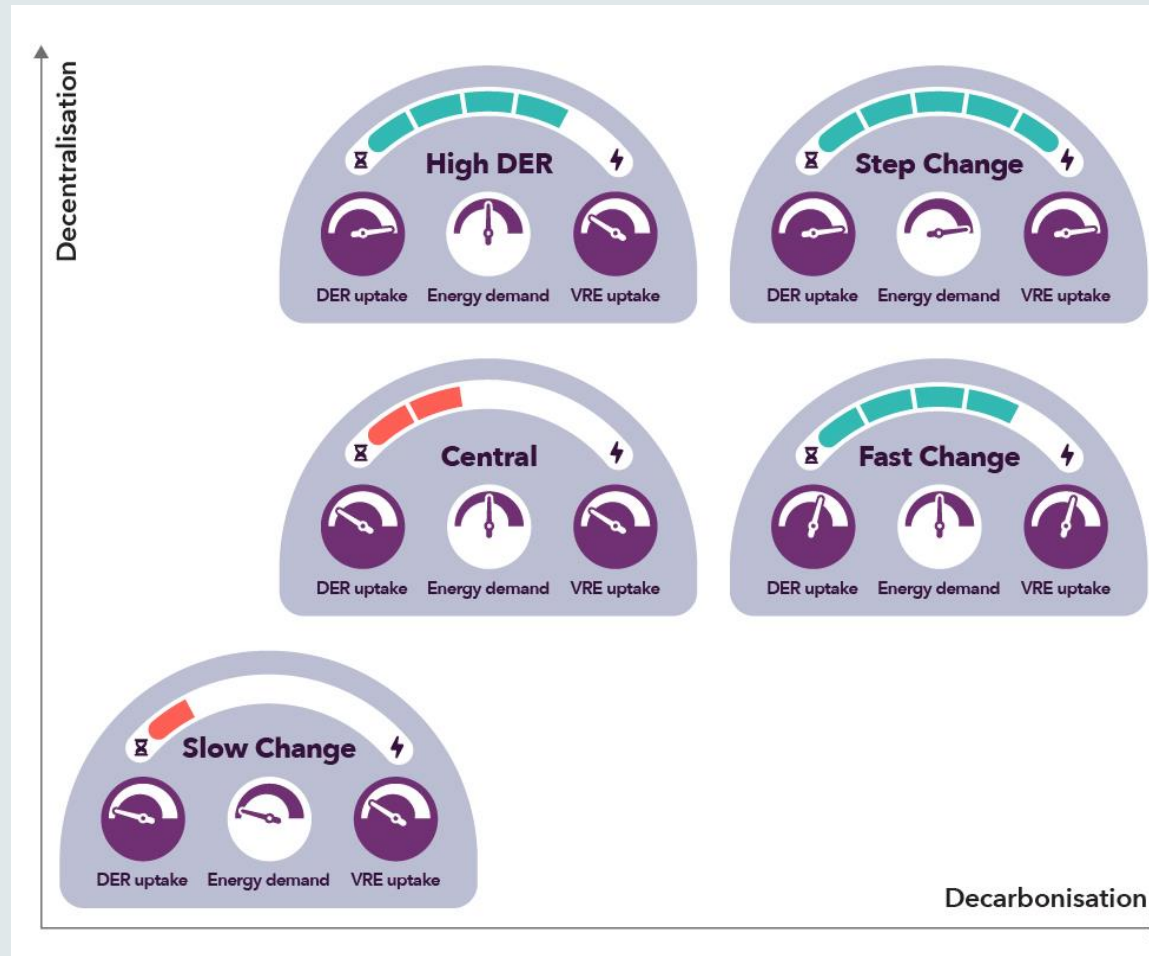 Decentralisation
High DER
DER uptake Energy demand VRE uptake
Step Change
DER uptake Energy demand VRE uptake
Central
DER uptake Energy demand VRE uptake
Fast Change
DER uptake Energy demand VRE uptake
Slow Change
DER uptake Energy demand VRE uptake
Decarbonisation